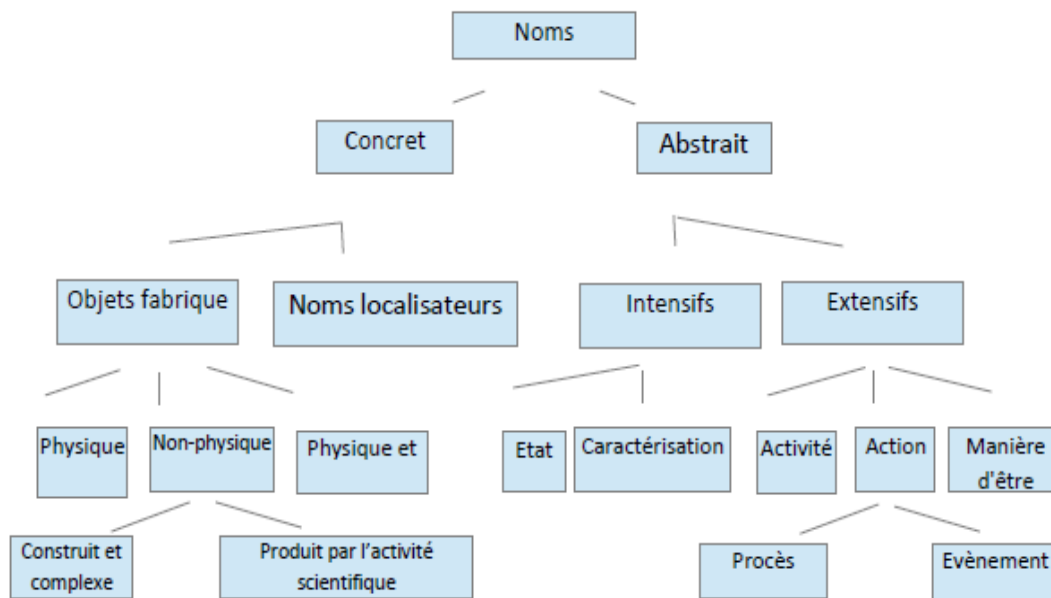 Noms
Concret
Abstrait
Objets fabrique
Noms localisateurs
Intensifs
Extensifs
Physique
Non-physique
Physique et
Etat
Caractérisation
Activité
Action
Manière
d'être
Construit et
complexe
Produit par l'activité
scientifique
Procès
Evènement